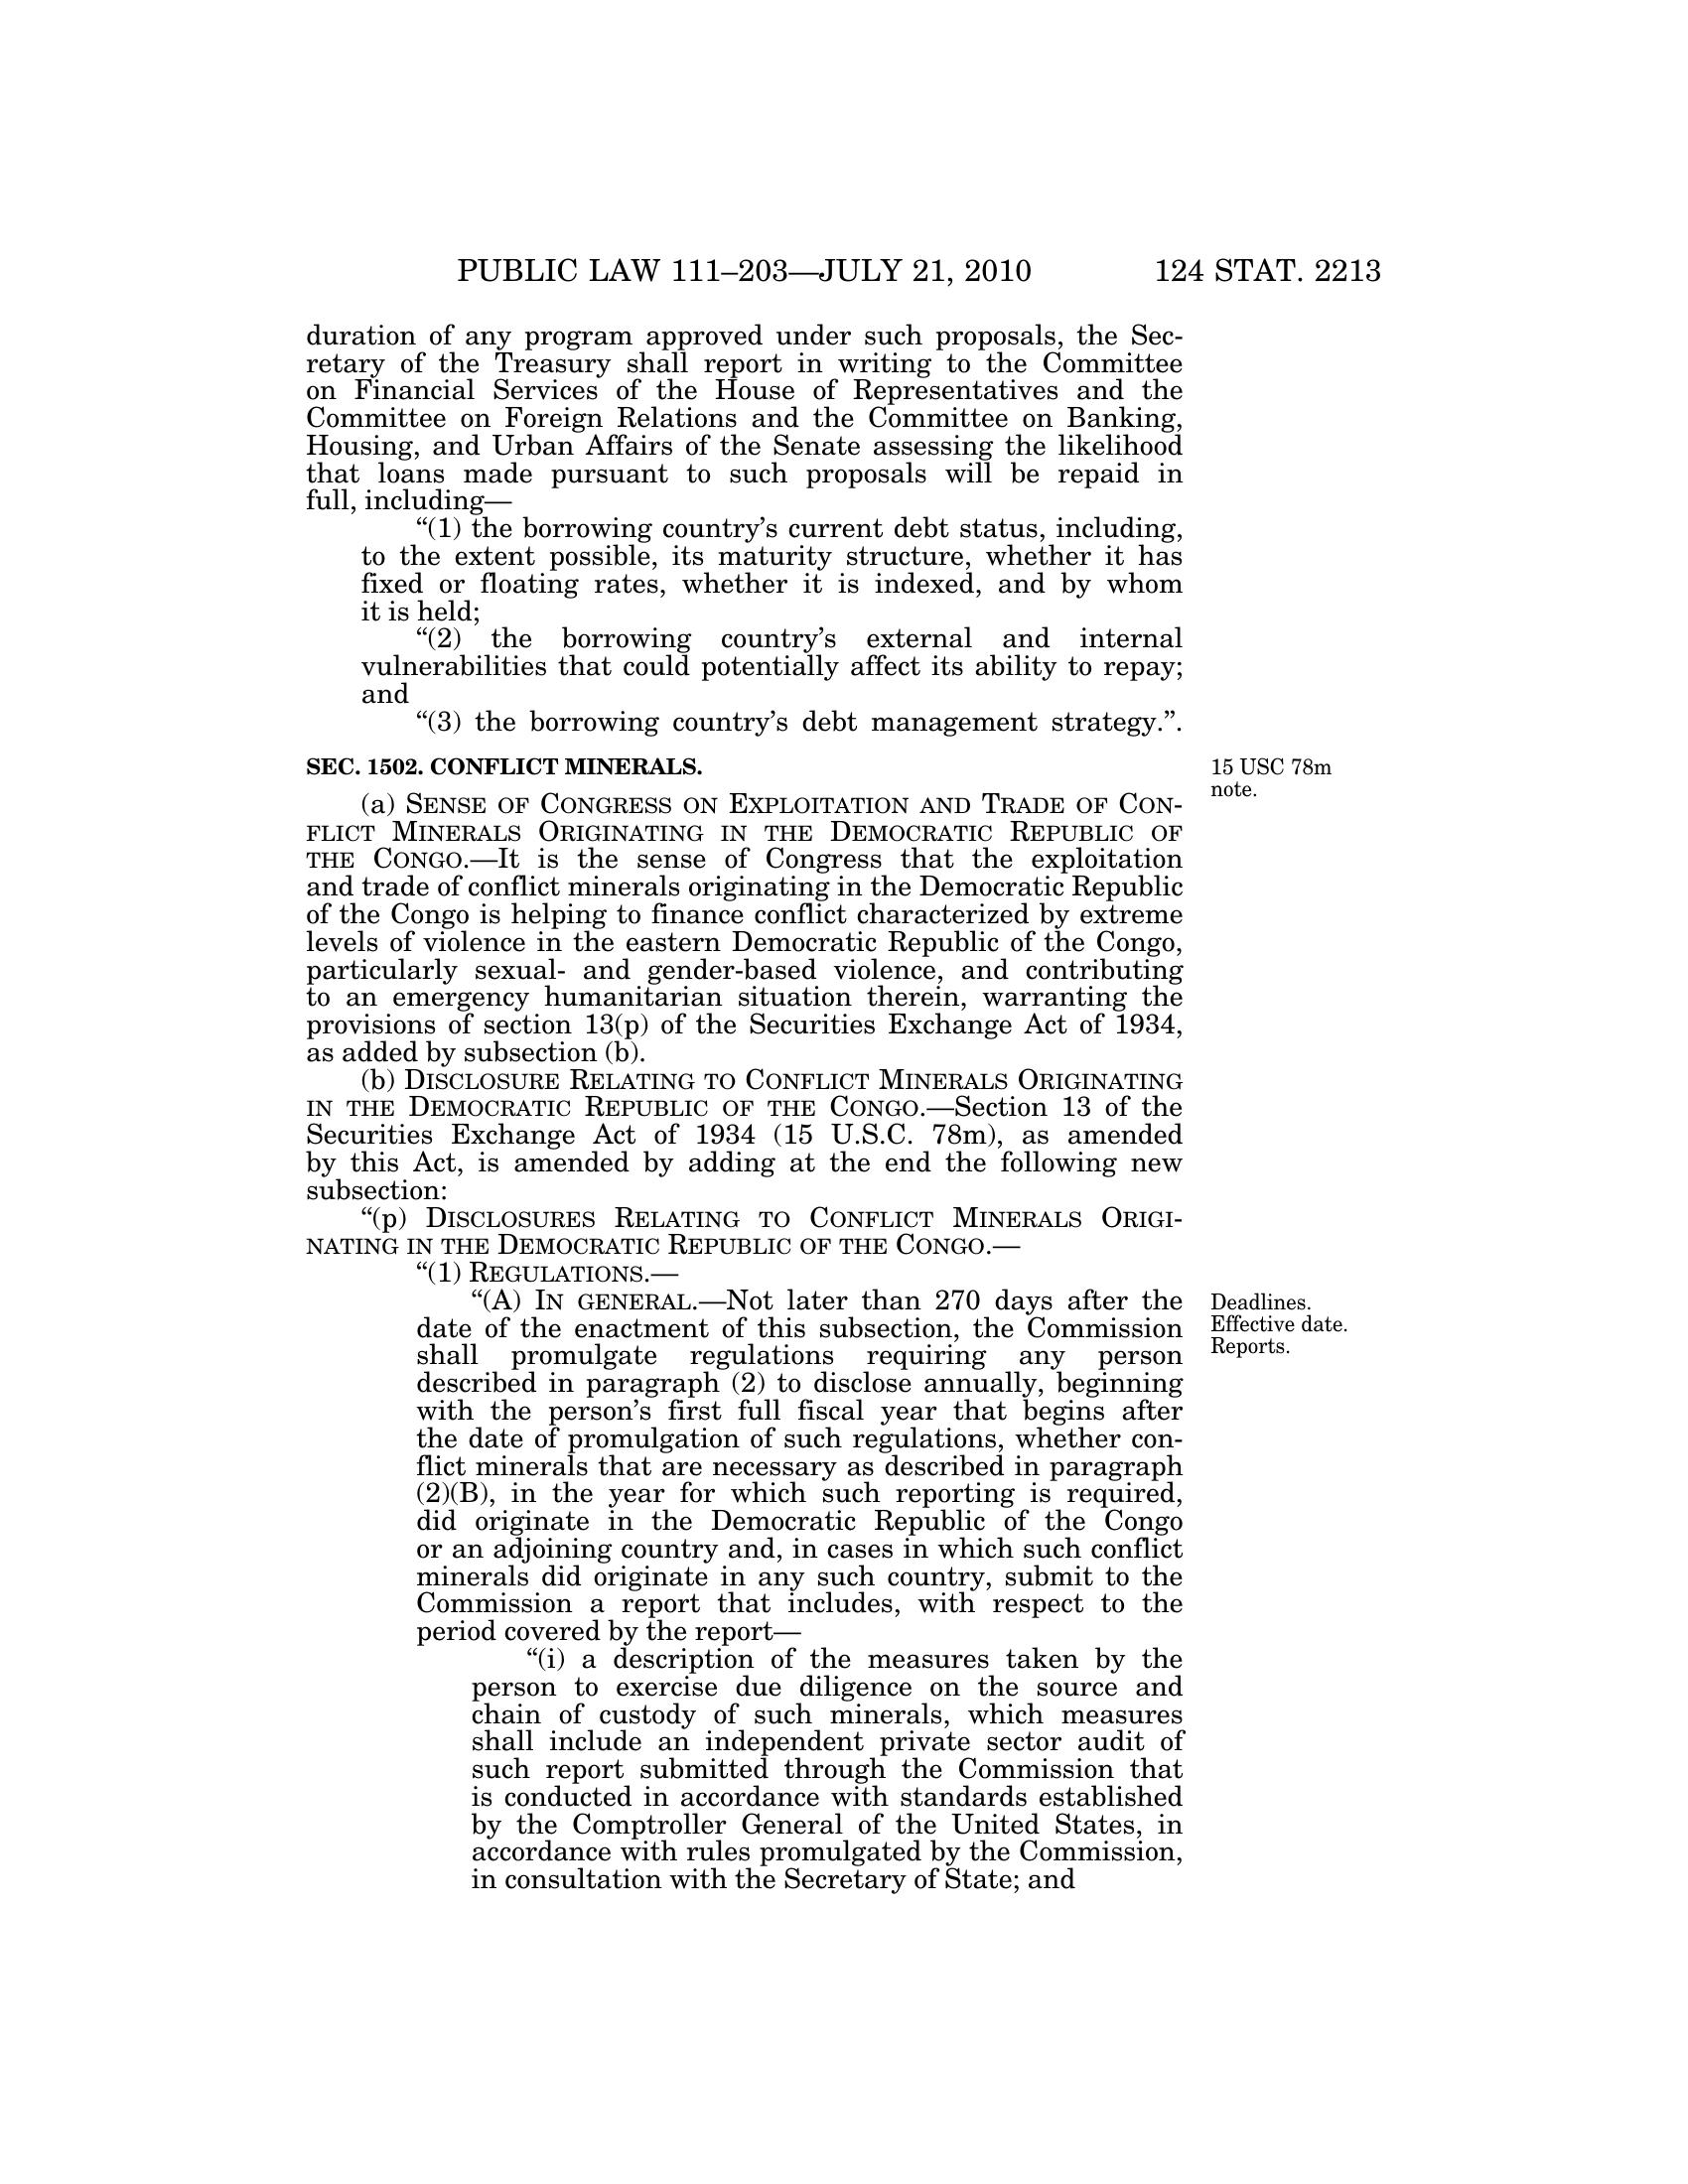 PUBLIC LAW 111–203—JULY 21, 2010 124 STAT. 2213
duration of any program approved under such proposals, the Sec-
retary of the Treasury shall report in writing to the Committee
on Financial Services of the House of Representatives and the
Committee on Foreign Relations and the Committee on Banking,
Housing, and Urban Affairs of the Senate assessing the likelihood
that loans made pursuant to such proposals will be repaid in
full, including—
“(1) the borrowing country’s current debt status, including,
to the extent possible, its maturity structure, whether it has
fixed or floating rates, whether it is indexed, and by whom
it is held;
“(2) the borrowing country’s external and internal
vulnerabilities that could potentially affect its ability to repay;
and
“(3) the borrowing country’s debt management strategy.”.
SEC. 1502. CONFLICT MINERALS.
15 USC 78m
note.
(a) SENSE OF CONGRESS ON EXPLOITATION AND TRADE OF CON-
FLICT MINERALS ORIGINATING IN THE DEMOCRATIC REPUBLIC OF
THE CONGO.—It is the sense of Congress that the exploitation
and trade of conflict minerals originating in the Democratic Republic
of the Congo is helping to finance conflict characterized by extreme
levels of violence in the eastern Democratic Republic of the Congo,
particularly sexual- and gender-based violence, and contributing
to an emergency humanitarian situation therein, warranting the
provisions of section 13(p) of the Securities Exchange Act of 1934,
as added by subsection (b).
(b) DISCLOSURE RELATING TO CONFLICT MINERALS ORIGINATING
IN THE DEMOCRATIC REPUBLIC OF THE CONGO.—Section 13 of the
Securities Exchange Act of 1934 (15 U.S.C. 78m), as amended
by this Act, is amended by adding at the end the following new
subsection:
“(p) DISCLOSURES RELATING TO CONFLICT MINERALS ORIGI-
NATING IN THE DEMOCRATIC REPUBLIC OF THE CONGO.—
“(1) REGULATIONS.—
“(A) IN GENERAL.—Not later than 270 days after the
date of the enactment of this subsection, the Commission
shall promulgate regulations requiring any person
described in paragraph (2) to disclose annually, beginning
with the person’s first full fiscal year that begins after
the date of promulgation of such regulations, whether con-
flict minerals that are necessary as described in paragraph
(2)(B), in the year for which such reporting is required,
did originate in the Democratic Republic of the Congo
or an adjoining country and, in cases in which such conflict
minerals did originate in any such country, submit to the
Commission a report that includes, with respect to the
period covered by the report—
Deadlines.
Effective date.
Reports.
“(i) a description of the measures taken by the
person to exercise due diligence on the source and
chain of custody of such minerals, which measures
shall include an independent private sector audit of
such report submitted through the Commission that
is conducted in accordance with standards established
by the Comptroller General of the United States, in
accordance with rules promulgated by the Commission,
in consultation with the Secretary of State; and